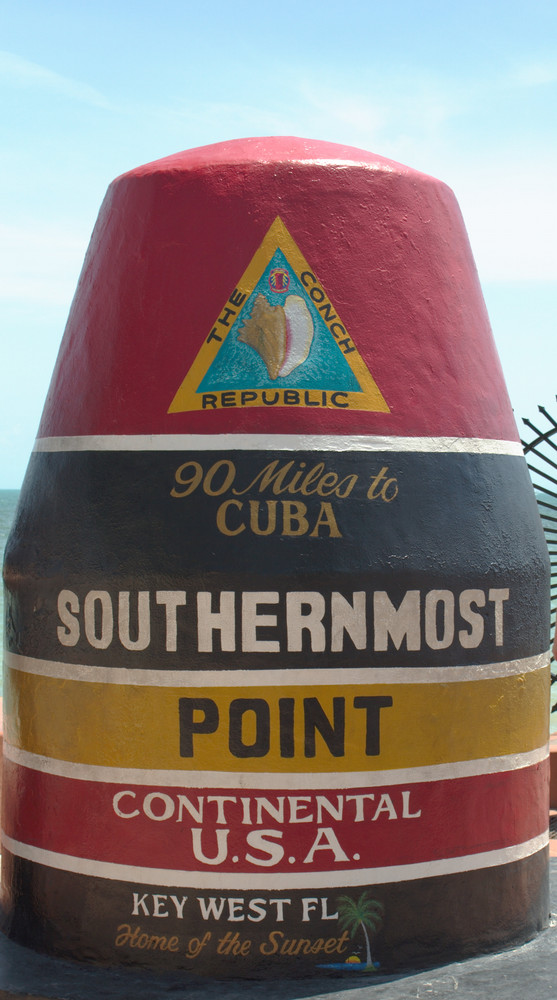 THE CONCH
REPUBLIC
90 Miles to
CUBA
SOUTHERNMOST
POINT
CONTINENTAL
U.S.A.
KEY WEST FL
Home of the Sunset